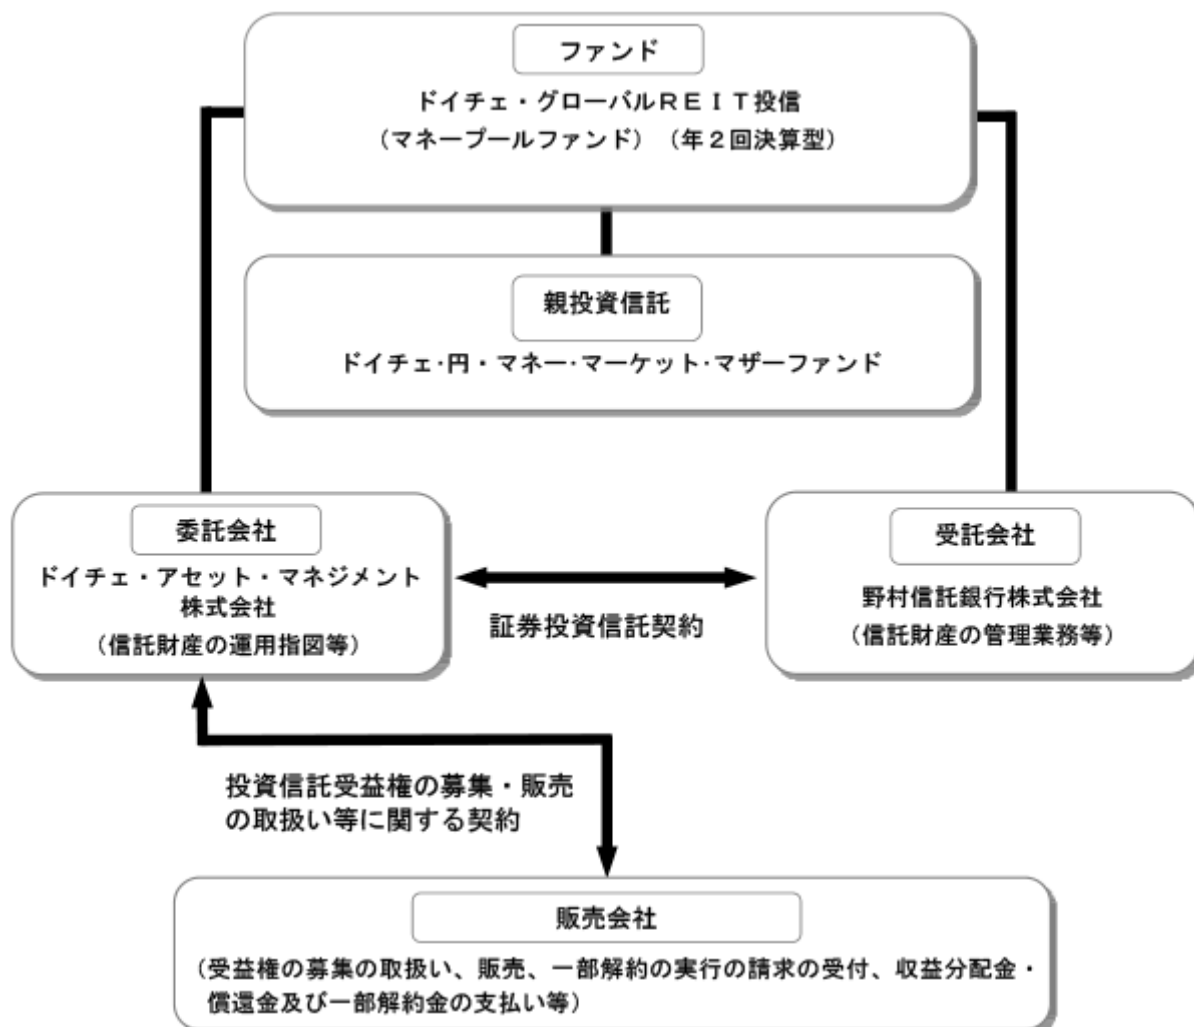 ファンド
ドイチェ・グローバルＲＥＩＴ投信
（マネープールファンド）（年２回決算型）
親投資信託
ドイチェ･円・マネー･マーケット･マザーファンド
委託会社
ドイチェ・アセット・マネジメント
株式会社
（信託財産の運用指図等）
証券投資信託契約
受託会社
野村信託銀行株式会社
（信託財産の管理業務等）
投資信託受益権の募集・販売
の取扱い等に関する契約
販売会社
（受益権の募集の取扱い、販売、一部解約の実行の請求の受付、収益分配金・
償還金及び一部解約金の支払い等）